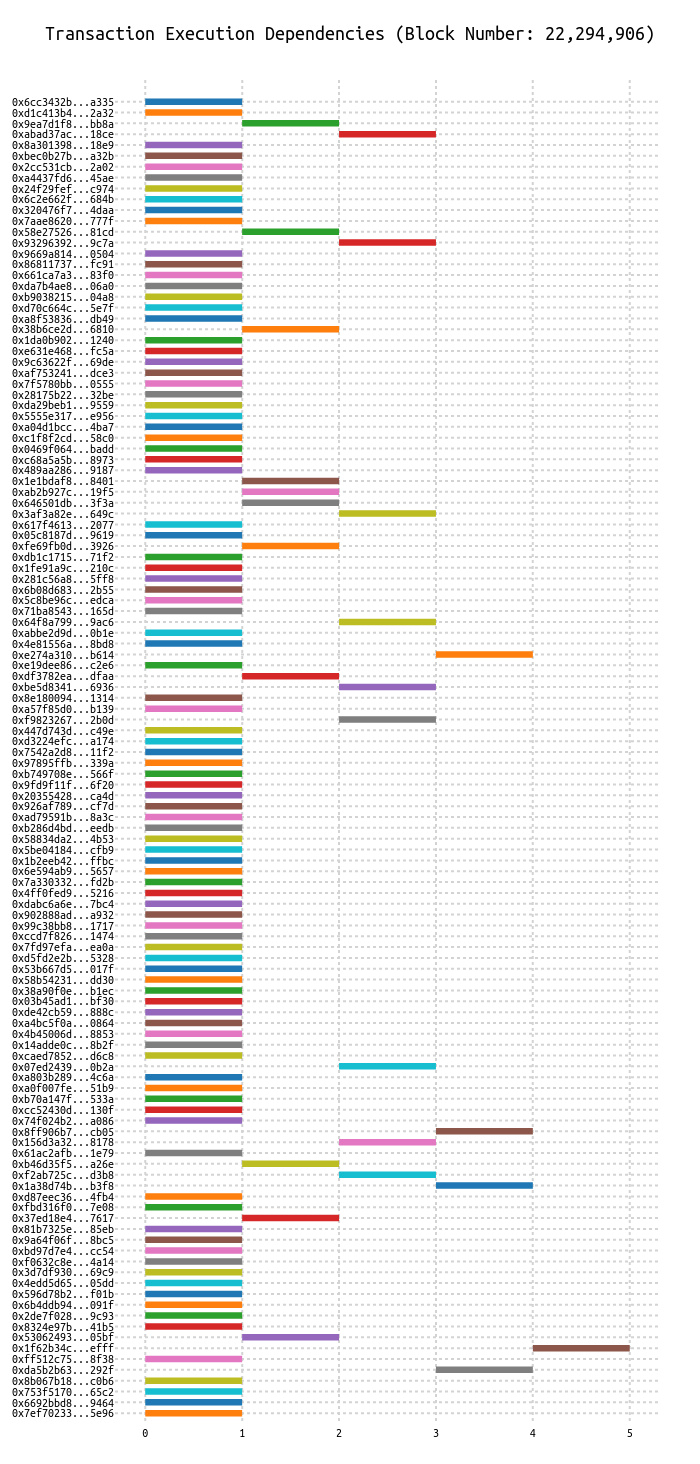 Transaction Execution Dependencies (Block Number: 22,294,906)
0x6cc3432b...a335
0xd1c413b4...2a32
0x9ea7d1f8...bb8a
0xabad37ac...18ce
0x8a301398...18e9
0xbec0b27b...a32b
0x2cc531cb...2a02
0xa4437fd6...45ae
0x24f29fef...c974
0x6c2e662f...684b
0x320476f7...4daa
0x7aae8620...777f
0x58e27526...81cd
0x93296392...9c7a
0x9669a814...0504
0x86811737...fc91
0x661ca7a3...83f0
0xda7b4ae8...06a0
0xb9038215...04a8
0xd70c664c...5e7f
0xa8f53836...db49
0x38b6ce2d...6810
0x1da0b902...1240
0xe631e468...fc5a
0x9c63622f...69de
0xaf753241...dce3
0x7f5780bb...0555
0x28175b22...32be
0xda29beb1...9559
0x5555e317...e956
0xa04d1bcc...4ba7
0xc1f8f2cd...58c0
0x0469f064...badd
0xc68a5a5b...8973
0x489aa286...9187
0x1e1bdaf8...8401
0xab2b927c...19f5
0x646501db...3f3a
0x3af3a82e...649c
0x617f4613...2077
0x05c8187d...9619
0xfe69fb0d...3926
0xdb1c1715...71f2
0x1fe91a9c...210c
0x281c56a8...5ff8
0x6b08d683...2b55
0x5c8be96c...edca
0x71ba8543...165d
0x64f8a799...9ac6
0xabbe2d9d...0b1e
0x4e81556a...8bd8
0xe274a310...b614
0xe19dee86...c2e6
0xdf3782ea...dfaa
0xbe5d8341...6936
0x8e180094...1314
0xa57f85d0...b139
0xf9823267...2b0d
0x447d743d...c49e
0xd3224efc...a174
0x7542a2d8...11f2
0x97895ffb...339a
0xb749708e...566f
0x9fd9f11f...6f20
0x20355428...ca4d
0x926af789...cf7d
0xad79591b...8a3c
0xb286d4bd...eedb
0x58834da2...4b53
0x5be04184...cfb9
0x1b2eeb42...ffbc
0x6e594ab9...5657
0x7a330332...fd2b
0x4ff0fed9...5216
0xdabc6a6e...7bc4
0x902888ad...a932
0x99c38bb8...1717
0xccd7f826...1474
0x7fd97efa...ea0a
0xd5fd2e2b...5328
0x53b667d5...017f
0x58b54231...dd30
0x38a90f0e...b1ec
0x03b45ad1...bf30
0xde42cb59...888c
0xa4bc5f0a...0864
0x4b45006d...8853
0x14adde0c...8b2f
0xcaed7852...d6c8
0x07ed2439...0b2a
0xa803b289...4c6a
0xa0f007fe...51b9
0xb70a147f...533a
0xcc52430d...130f
0x74f024b2...a086
0x8ff906b7...cb05
0x156d3a32...8178
0x61ac2afb...1e79
0xb46d35f5...a26e
0xf2ab725c...d3b8
0x1a38d74b...b3f8
0xd87eec36...4fb4
0xfbd316f0...7e08
0x37ed18e4...7617
0x81b7325e...85eb
0x9a64f06f...8bc5
0xbd97d7e4...cc54
0xf0632c8e...4a14
0x3d7df930...69c9
0x4edd5d65...05dd
0x596d78b2...f01b
0x6b4ddb94...091f
0x2de7f028...9c93
0x8324e97b...41b5
0x53062493...05bf
0x1f62b34c...efff
0xff512c75...8f38
0xda5b2b63...292f
0x8b067b18...c0b6
0x753f5170...65c2
0x6692bbd8...9464
0x7ef70233...5e96
0 1 2 3 4 5